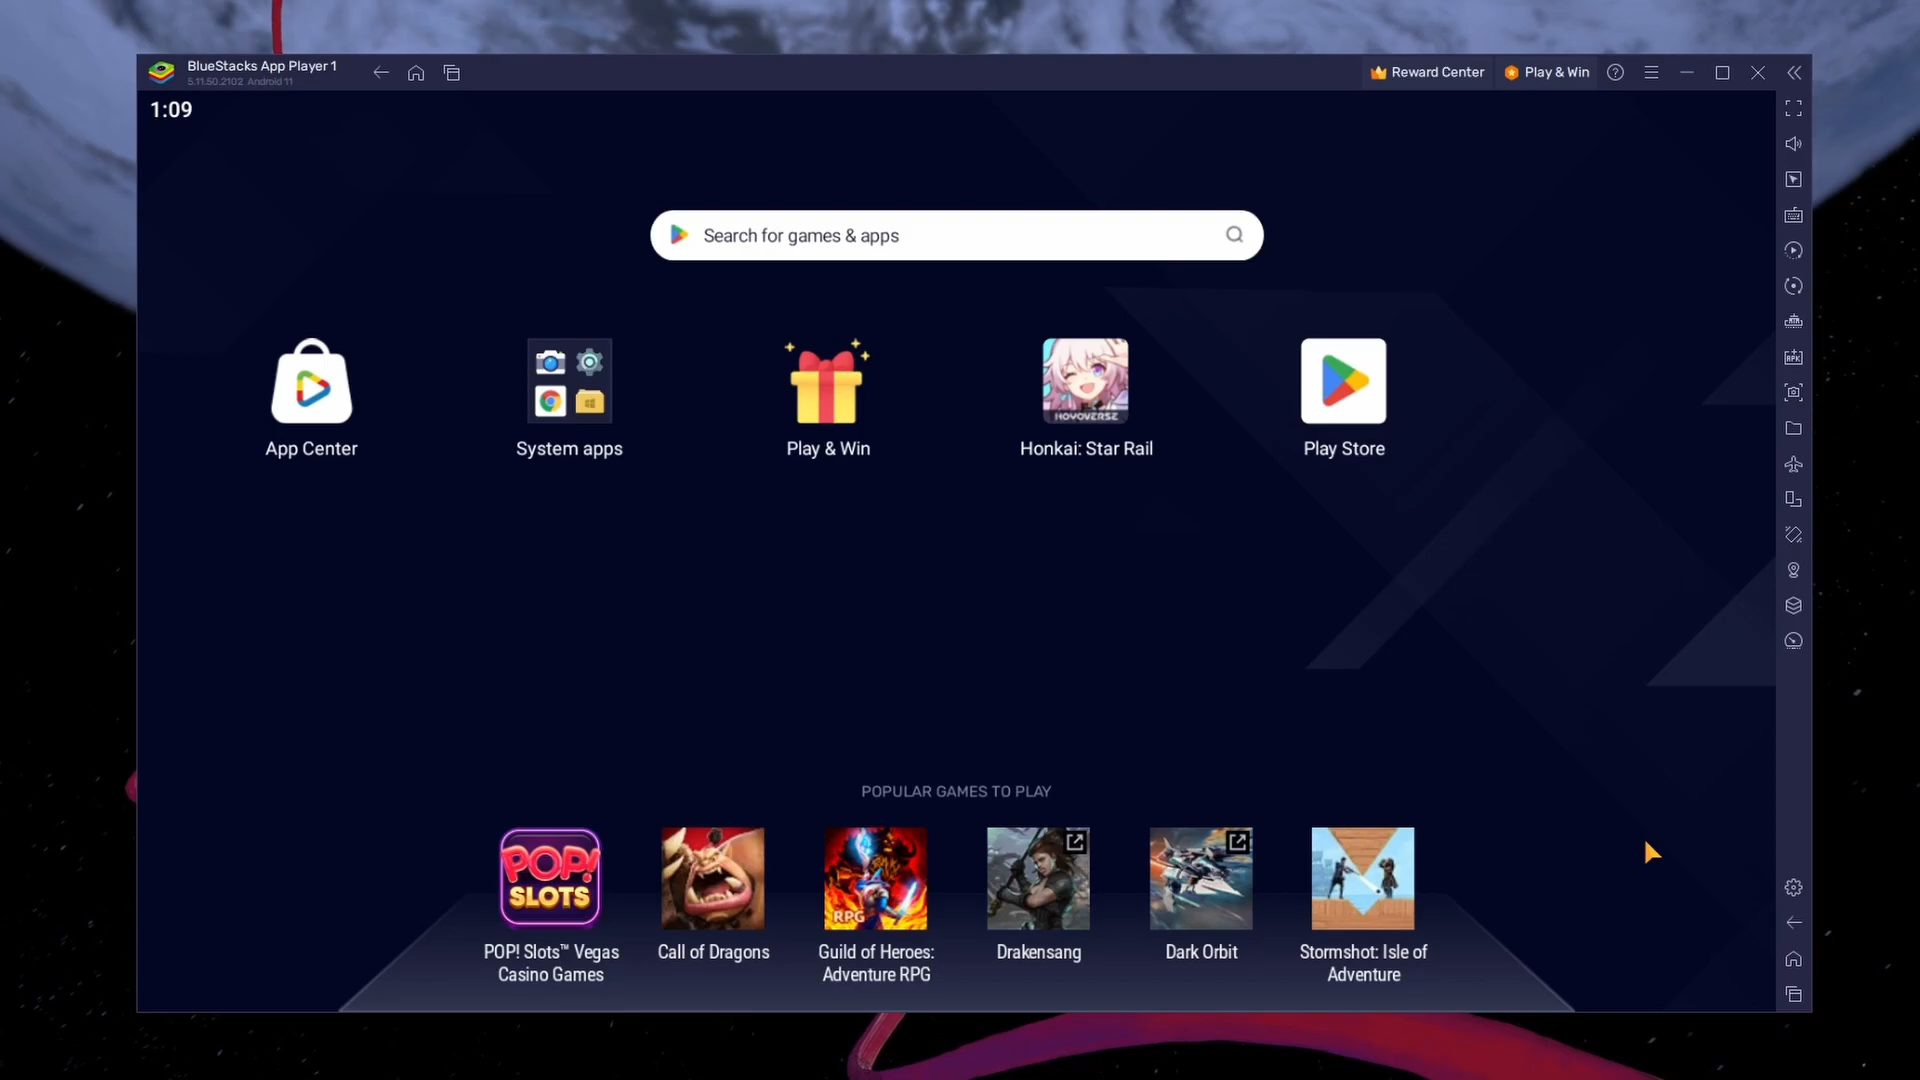 BlueStacks App Player 1
5.11.50.2102 Android 11
Reward Center
Play & Win
1:09
Search for games & apps
App Center
System apps
Play & Win
HOYOVERSE
Honkai: Star Rail
Play Store
POPULAR GAMES TO PLAY
POP!
SLOTS
RPG
POP! Slots™ Vegas
Casino Games
Call of Dragons
Guild of Heroes:
Adventure RPG
Drakensang
Dark Orbit
Stormshot: Isle of
Adventure